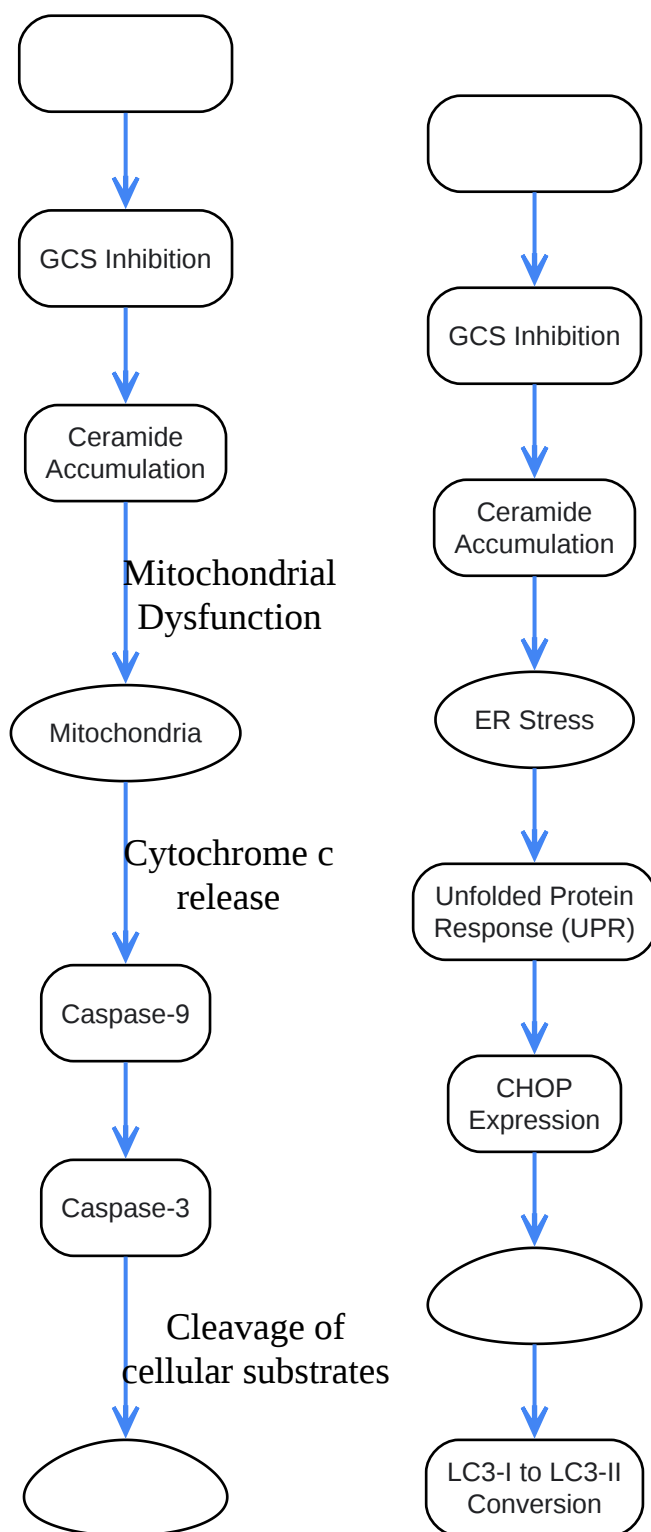 GCS Inhibition
Ceramide
Accumulation
Mitochondrial
Dysfunction
Mitochondria
Cytochrome c
release
Caspase-9
Caspase-3
Cleavage of
cellular substrates
GCS Inhibition
Ceramide
Accumulation
ER Stress
Unfolded Protein
Response (UPR)
CHOP
Expression
LC3-I to LC3-II
Conversion